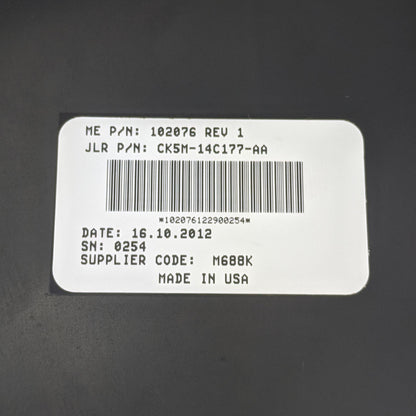 ME P/N: 102076 REV 1
JLR P/N: CK5M-14C177-AA
*102076122900254*
DATE: 16.10.2012
SN: 0254
SUPPLIER CODE: M688K
MADE IN USA